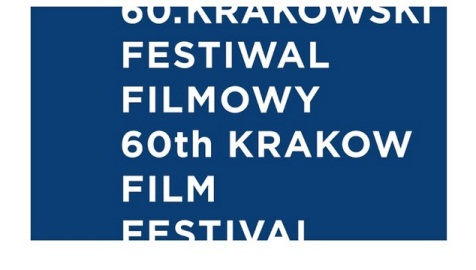 60.KRAKOWSKI
FESTIWAL
FILMOWY
60th KRAKOW
FILM
FESTIVAL